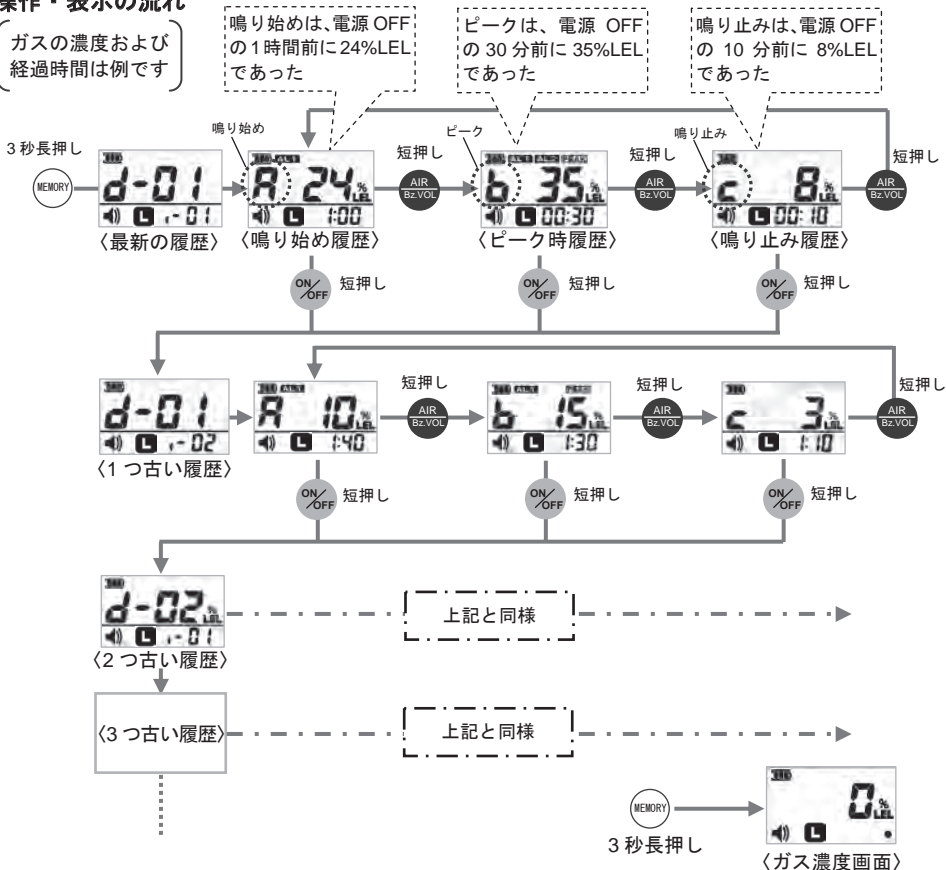 操作・表示の流れ
ガスの濃度および
経過時間は例です
鳴り始めは、電源 OFF
の1時間前に24%LEL
であった
ピークは、電源 OFF
の 30 分前に 35%LEL
であった
鳴り止みは、電源 OFF
の 10 分前に 8%LEL
であった
3 秒長押し
MEMORY
d-01
01
〈最新の履歴〉
鳴り始め
AL1
A 24 % LEL
L 1:00
〈鳴り始め履歴〉
短押し
AIR
Bz.VOL
ピーク
AL1 AL2 PEAK
b 35 % LEL
L 00:30
〈ピーク時履歴〉
短押し
AIR
Bz.VOL
鳴り止み
c 8 % LEL
L 00:10
〈鳴り止み履歴〉
短押し
AIR
Bz.VOL
ON/OFF 短押し
ON/OFF 短押し
ON/OFF 短押し
d-01
L - 02
〈1 つ古い履歴〉
AL1
A 10 % LEL
L 1:40
短押し
AIR
Bz.VOL
AL1 PEAK
b 15 % LEL
L 1:30
短押し
AIR
Bz.VOL
c 3 % LEL
L 1:10
短押し
AIR
Bz.VOL
ON/OFF 短押し
ON/OFF 短押し
ON/OFF 短押し
d-02 % LEL
L - 01
〈2 つ古い履歴〉
上記と同様
〈3 つ古い履歴〉
上記と同様
MEMORY
3 秒長押し
0 % LEL
L
〈ガス濃度画面〉